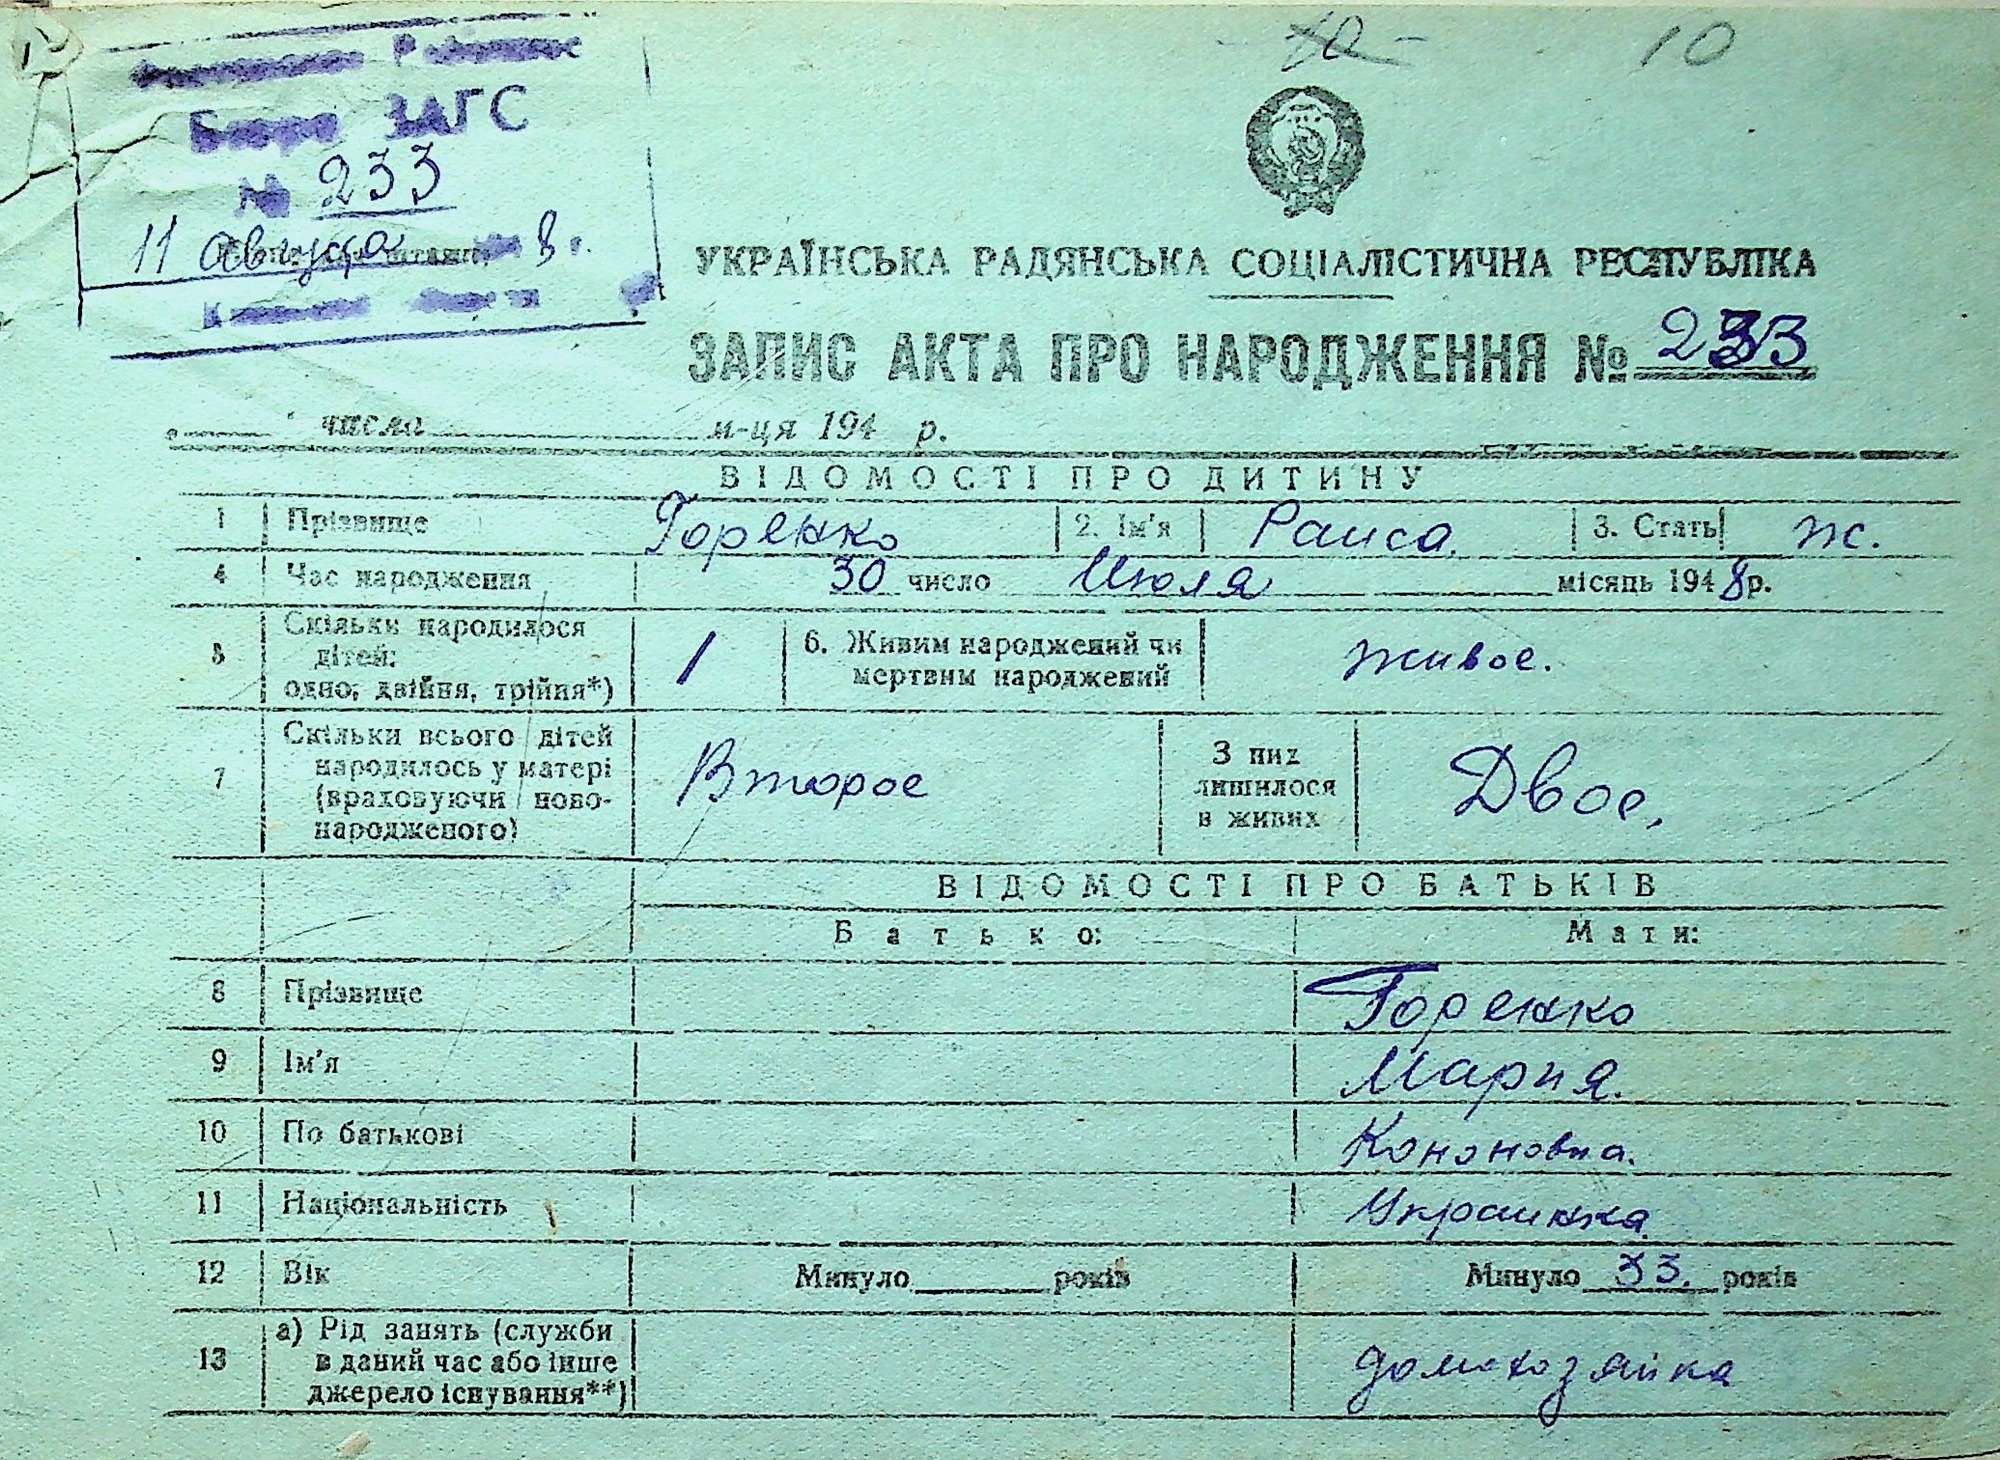 10
10
Бюро ЗАГС
№ 233
11 августа 8 г.
УКРАЇНСЬКА РАДЯНСЬКА СОЦІАЛІСТИЧНА РЕСПУБЛІКА
ЗАПИС АКТА ПРО НАРОДЖЕННЯ № 233
числа м-ця 194 р.
ВІДОМОСТІ ПРО ДИТИНУ
1 Прізвище Горенко 2. Ім'я Раиса. 3. Стать ж.
4 Час народження 30 число Июля місяць 1948 р.
5 Скільки народилося
дітей:
одно, двійня, трійня*) 1
6. Живим народжений чи
мертвим народжений живое.
7 Скільки всього дітей
народилось у матері
(враховуючи ново-
народженого) Второе
З них
лишилося
в живих Двое,
ВІДОМОСТІ ПРО БАТЬКІВ
Батько: Мати:
8 Прізвище Горенко
9 Ім'я Мария.
10 По батькові Кононовна.
11 Національність Украинка
12 Вік Минуло років Минуло 33. років
13 а) Рід занять (служби
в даний час або інше
джерело існування**) домохозяйка